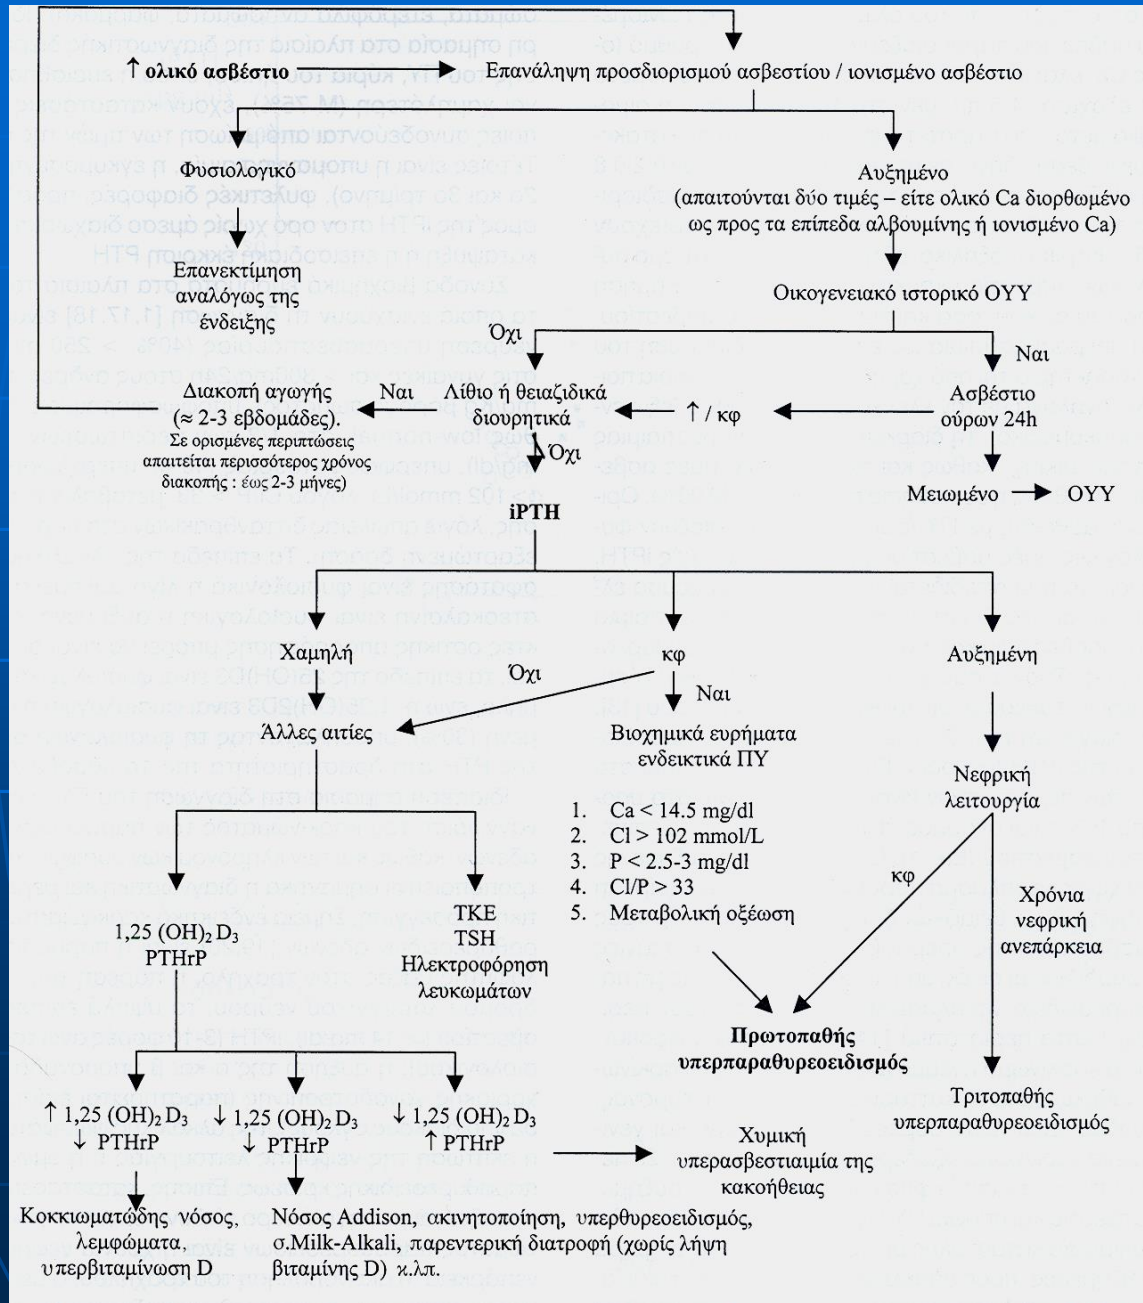 ↑ ολικό ασβέστιο
Επανάληψη προσδιορισμού ασβεστίου / ιονισμένο ασβέστιο
Φυσιολογικό
Αυξημένο
(απαιτούνται δύο τιμές – είτε ολικό Ca διορθωμένο
ως προς τα επίπεδα αλβουμίνης ή ιονισμένο Ca)
Επανεκτίμηση
αναλόγως της
ένδειξης
Οικογενειακό ιστορικό ΟΥΥ
Όχι
Ναι
Διακοπή αγωγής
(≈ 2-3 εβδομάδες).
Σε ορισμένες περιπτώσεις
απαιτείται περισσότερος χρόνος
διακοπής : έως 2-3 μήνες)
Ναι
Λίθιο ή θειαζιδικά
διουρητικά
↑ / κφ
Ασβέστιο
ούρων 24h
Όχι
Μειωμένο
ΟΥΥ
iPTH
Χαμηλή
κφ
Αυξημένη
Όχι
Ναι
Άλλες αιτίες
Βιοχημικά ευρήματα
ενδεικτικά ΠΥ
Νεφρική
λειτουργία
1. Ca < 14.5 mg/dl
2. Cl > 102 mmol/L
3. P < 2.5-3 mg/dl
4. Cl/P > 33
5. Μεταβολική οξέωση
κφ
Χρόνια
νεφρική
ανεπάρκεια
1,25 (OH)₂ D₃
PTHrP
ΤΚΕ
TSH
Ηλεκτροφόρηση
λευκωμάτων
Πρωτοπαθής
υπερπαραθυρεοειδισμός
Τριτοπαθής
υπερπαραθυρεοειδισμός
↑ 1,25 (OH)₂ D₃
↓ PTHrP
↓ 1,25 (OH)₂ D₃
↓ PTHrP
↓ 1,25 (OH)₂ D₃
↑ PTHrP
Χυμική
υπερασβεστιαιμία της
κακοήθειας
Κοκκιωματώδης νόσος,
λεμφώματα,
υπερβιταμίνωση D
Νόσος Addison, ακινητοποίηση, υπερθυρεοειδισμός,
σ.Milk-Alkali, παρεντερική διατροφή (χωρίς λήψη
βιταμίνης D) κ.λπ.